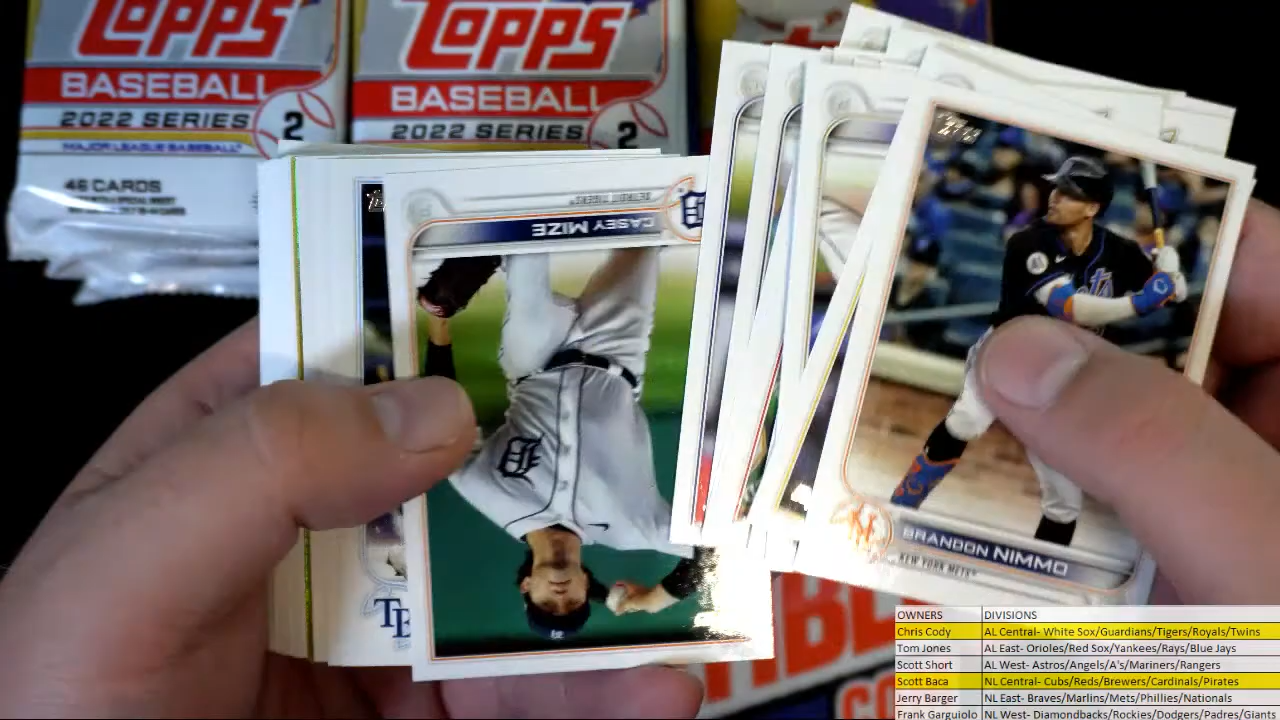 TOPPS
BASEBALL
2022 SERIES 2
MAJOR LEAGUE BASEBALL
46 CARDS
TOPPS
BASEBALL
2022 SERIES 2
DETROIT TIGERS
CASEY MIZE
D
TB
BRANDON NIMMO
NEW YORK METS
OWNERS DIVISIONS
Chris Cody AL Central- White Sox/Guardians/Tigers/Royals/Twins
Tom Jones AL East- Orioles/Red Sox/Yankees/Rays/Blue Jays
Scott Short AL West- Astros/Angels/A's/Mariners/Rangers
Scott Baca NL Central- Cubs/Reds/Brewers/Cardinals/Pirates
Jerry Barger NL East- Braves/Marlins/Mets/Phillies/Nationals
Frank Garguiolo NL West- Diamondbacks/Rockies/Dodgers/Padres/Giants